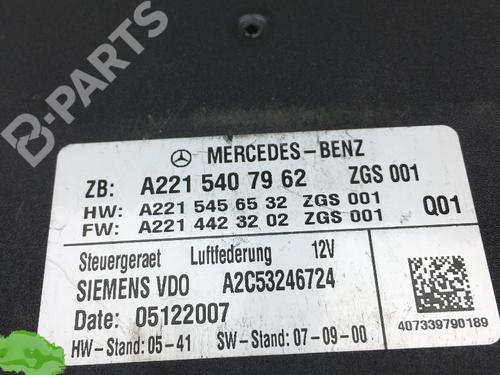 B-PARTS
MERCEDES-BENZ
ZB: A221 540 79 62 ZGS 001
HW: A221 545 65 32 ZGS 001
FW: A221 442 32 02 ZGS 001 Q01
Steuergeraet Luftfederung 12V
SIEMENS VDO A2C53246724
Date: 05122007
HW-Stand: 05-41 SW-Stand: 07-09-00
407339790189